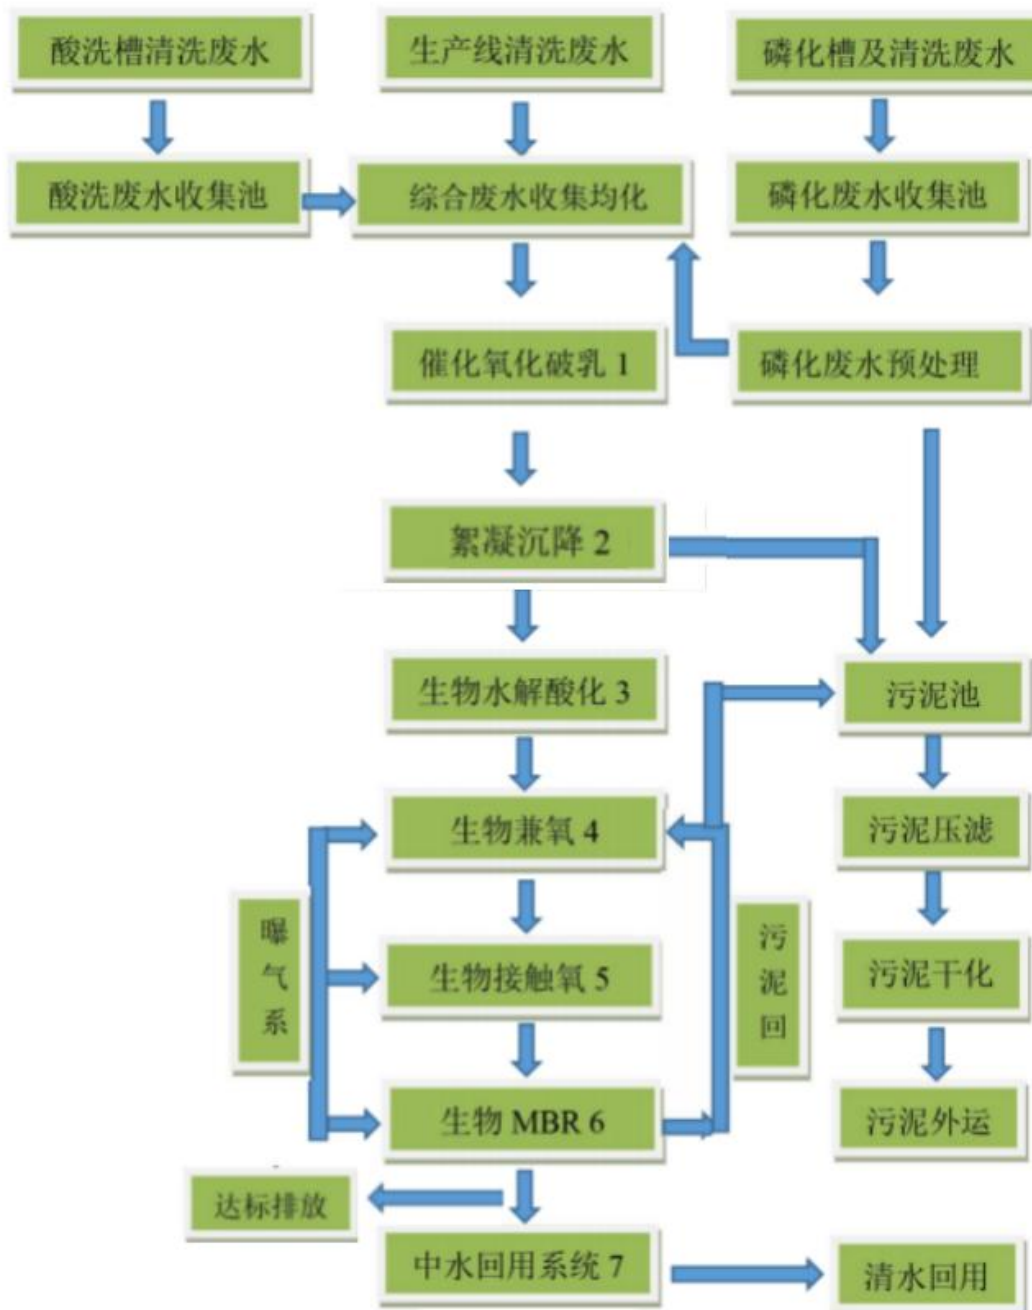 酸洗槽清洗废水
生产线清洗废水
磷化槽及清洗废水
酸洗废水收集池
综合废水收集均化
磷化废水收集池
催化氧化破乳 1
磷化废水预处理
絮凝沉降 2
生物水解酸化 3
污泥池
生物兼氧 4
污泥压滤
曝气系
污泥回
生物接触氧 5
污泥干化
生物 MBR 6
污泥外运
达标排放
中水回用系统 7
清水回用